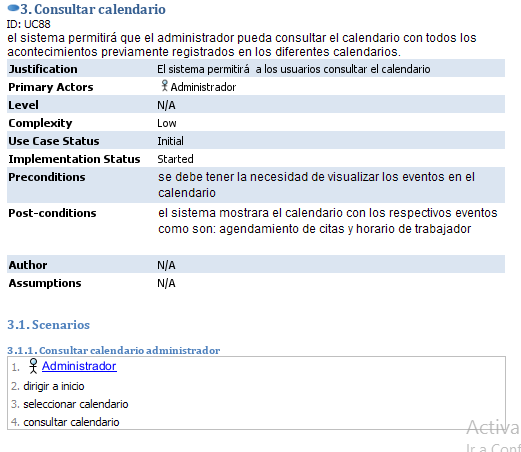 3. Consultar calendario
ID: UC88
el sistema permitirá que el administrador pueda consultar el calendario con todos los
acontecimientos previamente registrados en los diferentes calendarios.
Justification El sistema permitirá a los usuarios consultar el calendario
Primary Actors Administrador
Level N/A
Complexity Low
Use Case Status Initial
Implementation Status Started
Preconditions se debe tener la necesidad de visualizar los eventos en el
calendario
Post-conditions el sistema mostrara el calendario con los respectivos eventos
como son: agendamiento de citas y horario de trabajador
Author N/A
Assumptions N/A
3.1. Scenarios
3.1.1. Consultar calendario administrador
1. Administrador
2. dirigir a inicio
3. seleccionar calendario
4. consultar calendario
Activa
Ir a Conf